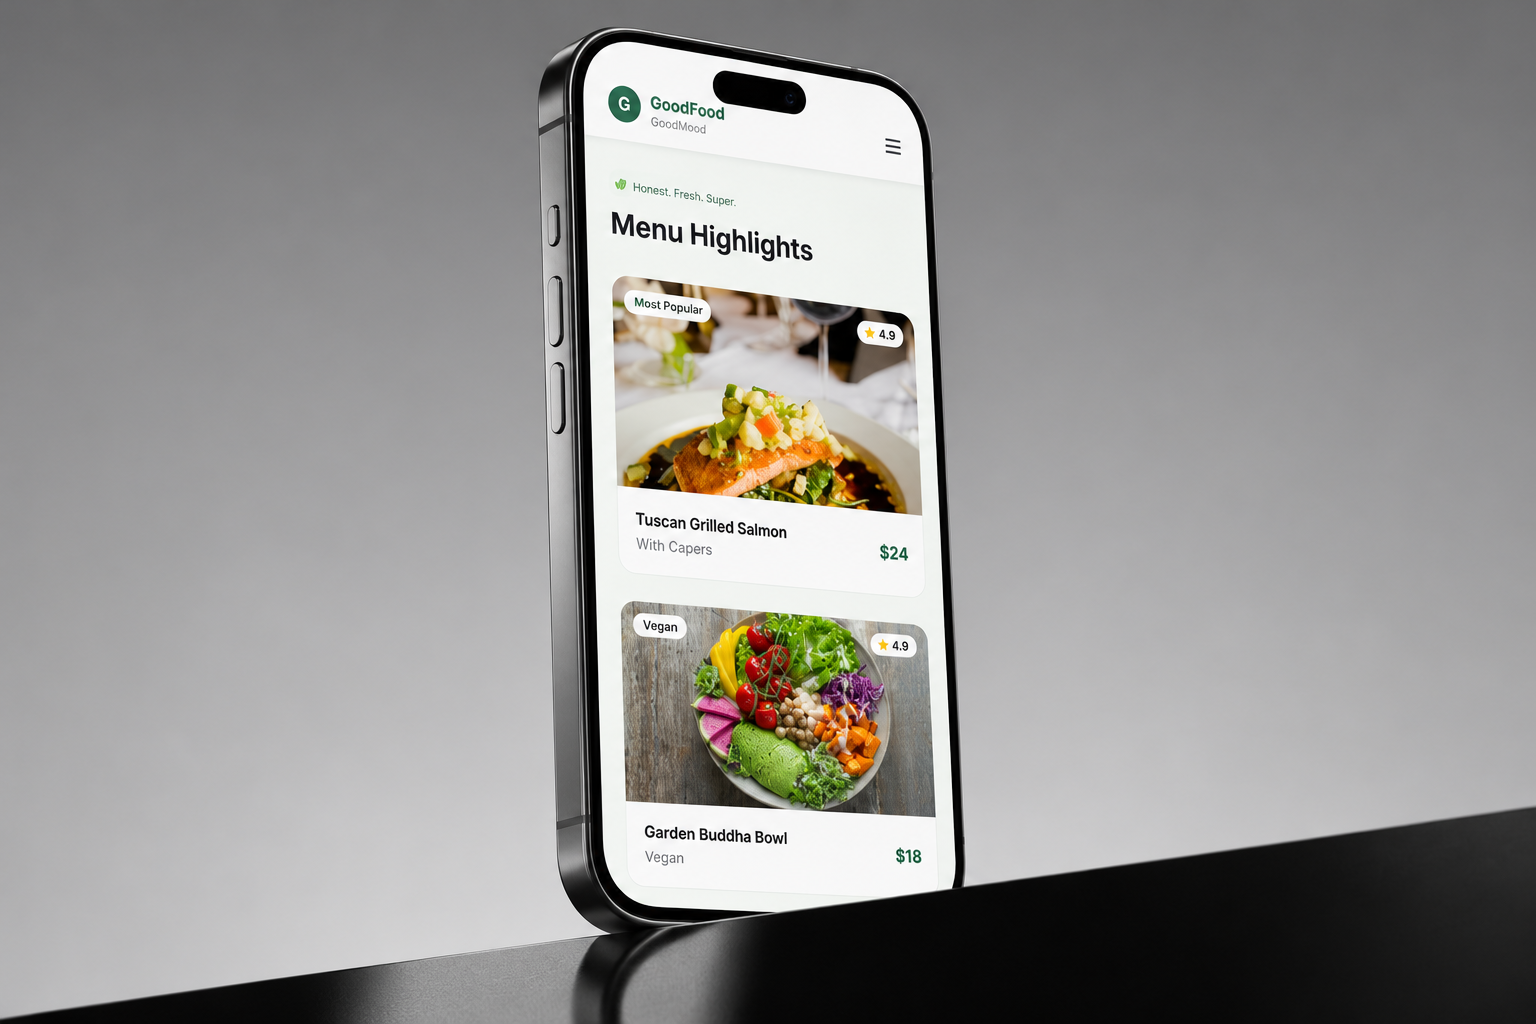 G
GoodFood
GoodMood
Honest. Fresh. Super.
Menu Highlights
Most Popular
4.9
Tuscan Grilled Salmon
With Capers
$24
Vegan
4.9
Garden Buddha Bowl
Vegan
$18